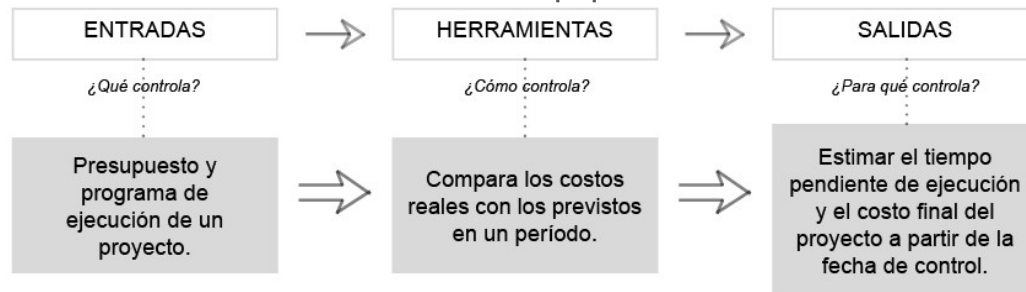 ENTRADAS
HERRAMIENTAS
SALIDAS
¿Qué controla?
¿Cómo controla?
¿Para qué controla?
Presupuesto y
programa de
ejecución de un
proyecto.
Compara los costos
reales con los previstos
en un período.
Estimar el tiempo
pendiente de ejecución
y el costo final del
proyecto a partir de la
fecha de control.